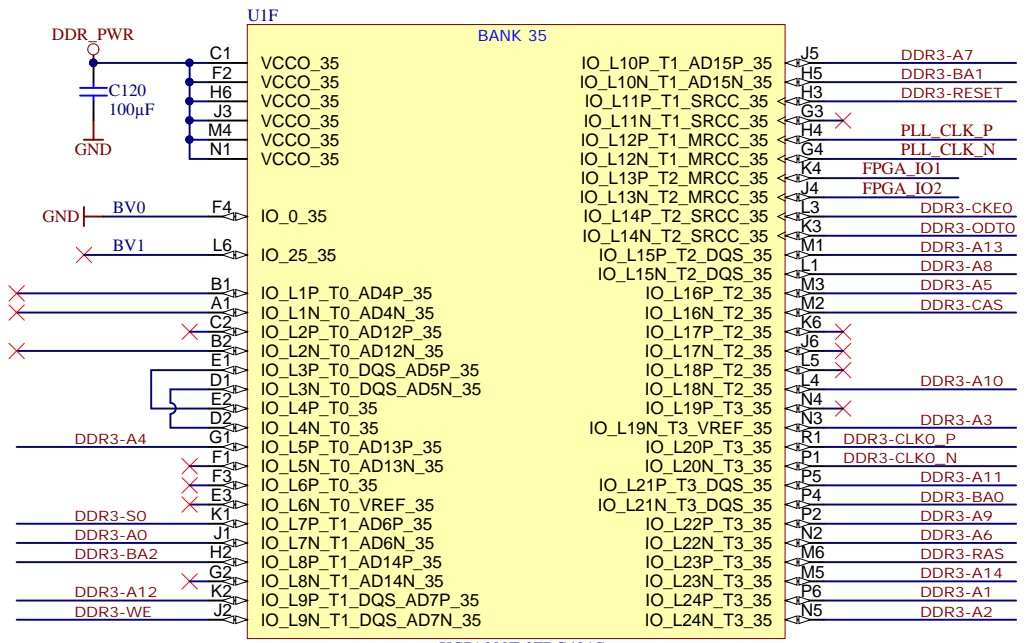 U1F
BANK 35
DDR_PWR
C120
100µF
GND
C1 VCCO_35
F2 VCCO_35
H6 VCCO_35
J3 VCCO_35
M4 VCCO_35
N1 VCCO_35
GND BV0 F4 IO_0_35
BV1 L6 IO_25_35
B1 IO_L1P_T0_AD4P_35
A1 IO_L1N_T0_AD4N_35
C2 IO_L2P_T0_AD12P_35
B2 IO_L2N_T0_AD12N_35
E1 IO_L3P_T0_DQS_AD5P_35
D1 IO_L3N_T0_DQS_AD5N_35
E2 IO_L4P_T0_35
D2 IO_L4N_T0_35
DDR3-A4 G1 IO_L5P_T0_AD13P_35
F1 IO_L5N_T0_AD13N_35
F3 IO_L6P_T0_35
E3 IO_L6N_T0_VREF_35
DDR3-S0 K1 IO_L7P_T1_AD6P_35
DDR3-A0 J1 IO_L7N_T1_AD6N_35
DDR3-BA2 H2 IO_L8P_T1_AD14P_35
G2 IO_L8N_T1_AD14N_35
DDR3-A12 K2 IO_L9P_T1_DQS_AD7P_35
DDR3-WE J2 IO_L9N_T1_DQS_AD7N_35
IO_L10P_T1_AD15P_35 J5 DDR3-A7
IO_L10N_T1_AD15N_35 H5 DDR3-BA1
IO_L11P_T1_SRCC_35 H3 DDR3-RESET
IO_L11N_T1_SRCC_35 G3
IO_L12P_T1_MRCC_35 H4 PLL_CLK_P
IO_L12N_T1_MRCC_35 G4 PLL_CLK_N
IO_L13P_T2_MRCC_35 K4 FPGA_IO1
IO_L13N_T2_MRCC_35 J4 FPGA_IO2
IO_L14P_T2_SRCC_35 L3 DDR3-CKE0
IO_L14N_T2_SRCC_35 K3 DDR3-ODT0
IO_L15P_T2_DQS_35 M1 DDR3-A13
IO_L15N_T2_DQS_35 L1 DDR3-A8
IO_L16P_T2_35 M3 DDR3-A5
IO_L16N_T2_35 M2 DDR3-CAS
IO_L17P_T2_35 K6
IO_L17N_T2_35 J6
IO_L18P_T2_35 L5
IO_L18N_T2_35 L4 DDR3-A10
IO_L19P_T3_35 N4
IO_L19N_T3_VREF_35 N3 DDR3-A3
IO_L20P_T3_35 R1 DDR3-CLK0_P
IO_L20N_T3_35 P1 DDR3-CLK0_N
IO_L21P_T3_DQS_35 P5 DDR3-A11
IO_L21N_T3_DQS_35 P4 DDR3-BA0
IO_L22P_T3_35 P2 DDR3-A9
IO_L22N_T3_35 N2 DDR3-A6
IO_L23P_T3_35 M6 DDR3-RAS
IO_L23N_T3_35 M5 DDR3-A14
IO_L24P_T3_35 P6 DDR3-A1
IO_L24N_T3_35 N5 DDR3-A2